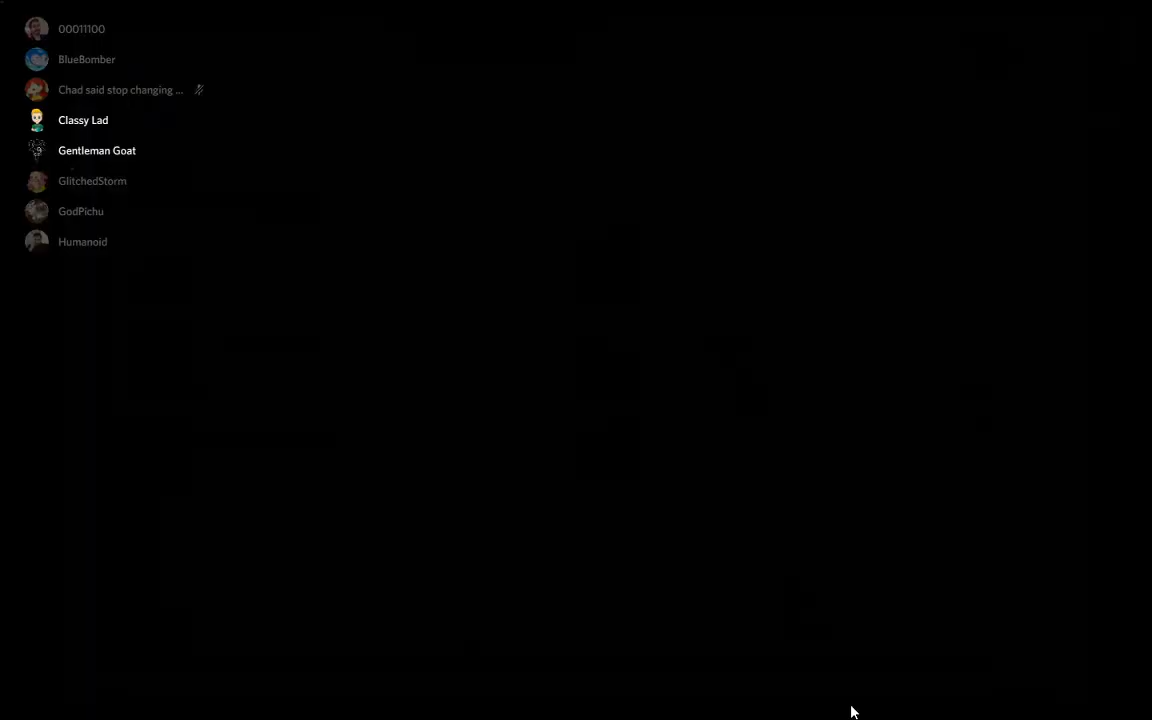 00011100
BlueBomber
Chad said stop changing ...
Classy Lad
Gentleman Goat
GlitchedStorm
GodPichu
Humanoid